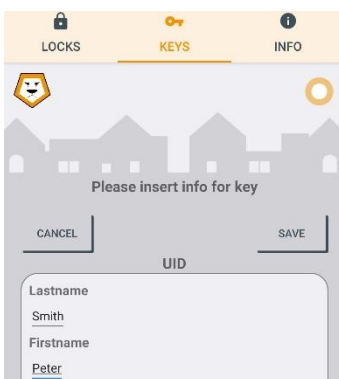 LOCKS KEYS INFO
Please insert info for key
CANCEL SAVE
UID
Lastname
Smith
Firstname
Peter